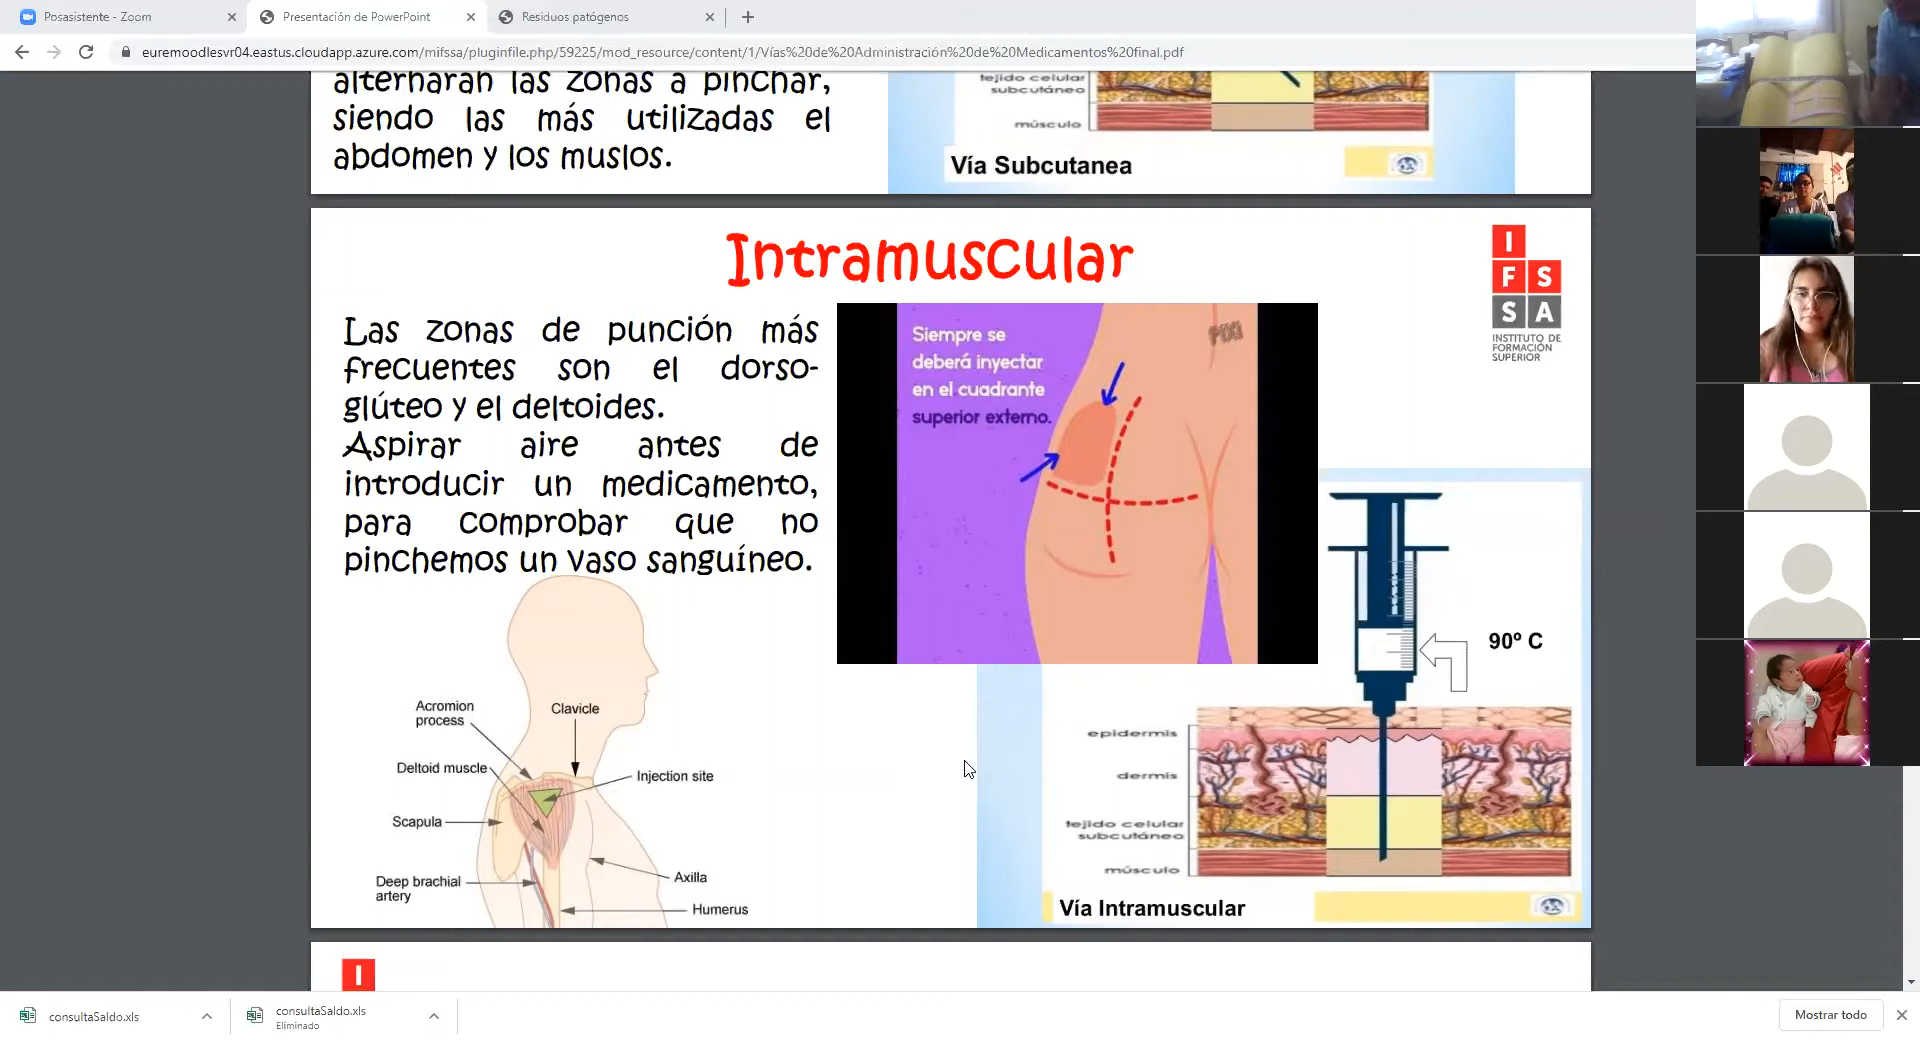 Posasistente - Zoom
Presentación de PowerPoint
Residuos patógenos
euremoodlesvr04.eastus.cloudapp.azure.com/mifssa/pluginfile.php/59225/mod_resource/content/1/Vías%20de%20Administración%20de%20Medicamentos%20final.pdf
alternarán las zonas a pinchar,
siendo las más utilizadas el
abdomen y los muslos.
tejido celular
subcutáneo
músculo
Vía Subcutanea
Intramuscular
I
F S
S A
INSTITUTO DE
FORMACIÓN
SUPERIOR
Las zonas de punción más
frecuentes son el dorso-
glúteo y el deltoides.
Aspirar aire antes de
introducir un medicamento,
para comprobar que no
pinchemos un vaso sanguíneo.
Siempre se
deberá inyectar
en el cuadrante
superior externo.
90º C
Acromion
process
Clavicle
Deltoid muscle
Injection site
Scapula
Deep brachial
artery
Axilla
Humerus
epidermis
dermis
tejido celular
subcutáneo
músculo
Vía Intramuscular
I
consultaSaldo.xls
consultaSaldo.xls
Eliminado
Mostrar todo